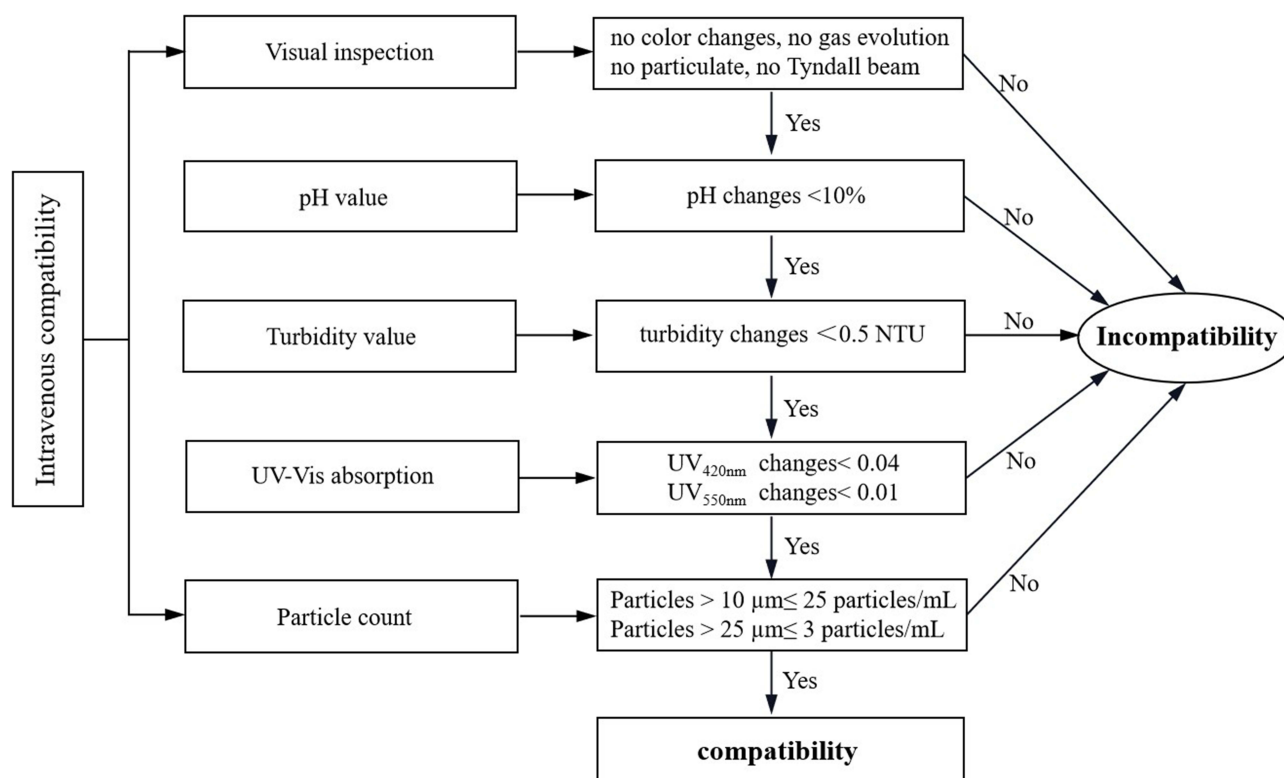 Intravenous compatibility
Visual inspection
no color changes, no gas evolution
no particulate, no Tyndall beam
No
Yes
pH value
pH changes <10%
No
Yes
Turbidity value
turbidity changes <0.5 NTU
No
Incompatibility
Yes
UV-Vis absorption
UV420nm changes< 0.04
UV550nm changes< 0.01
No
Yes
Particle count
Particles > 10 μm≤ 25 particles/mL
Particles > 25 μm≤ 3 particles/mL
No
Yes
compatibility